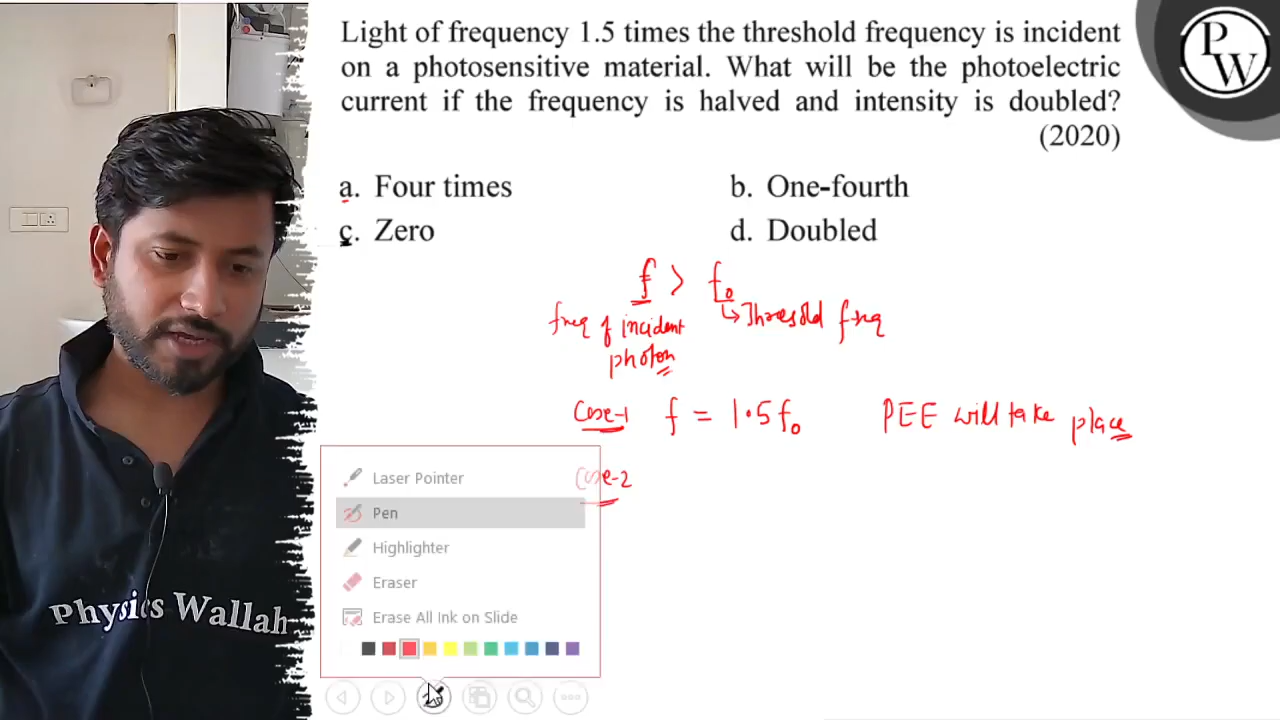 Light of frequency 1.5 times the threshold frequency is incident
on a photosensitive material. What will be the photoelectric
current if the frequency is halved and intensity is doubled?
(2020)
a. Four times
b. One-fourth
c. Zero
d. Doubled
PW
f > f₀
freq of incident photon
↳ Thresold freq
Case-1 f = 1.5 f₀ PEE will take place
Case-2
Laser Pointer
Pen
Highlighter
Eraser
Erase All Ink on Slide
Physics Wallah